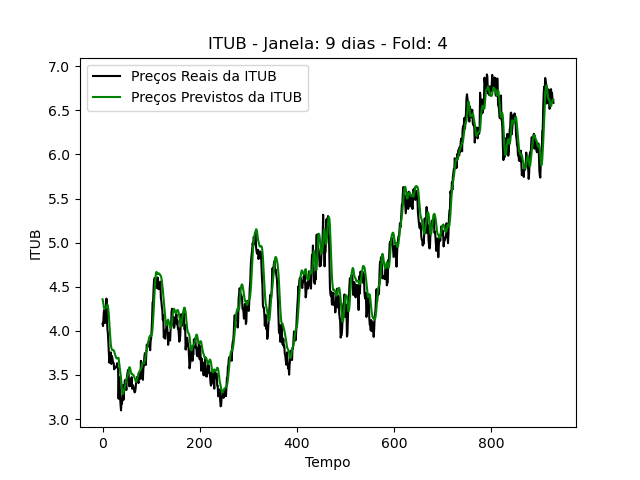 ITUB - Janela: 9 dias - Fold: 4
Preços Reais da ITUB
Preços Previstos da ITUB
7.0
6.5
6.0
5.5
5.0
4.5
4.0
3.5
3.0
ITUB
0 200 400 600 800
Tempo